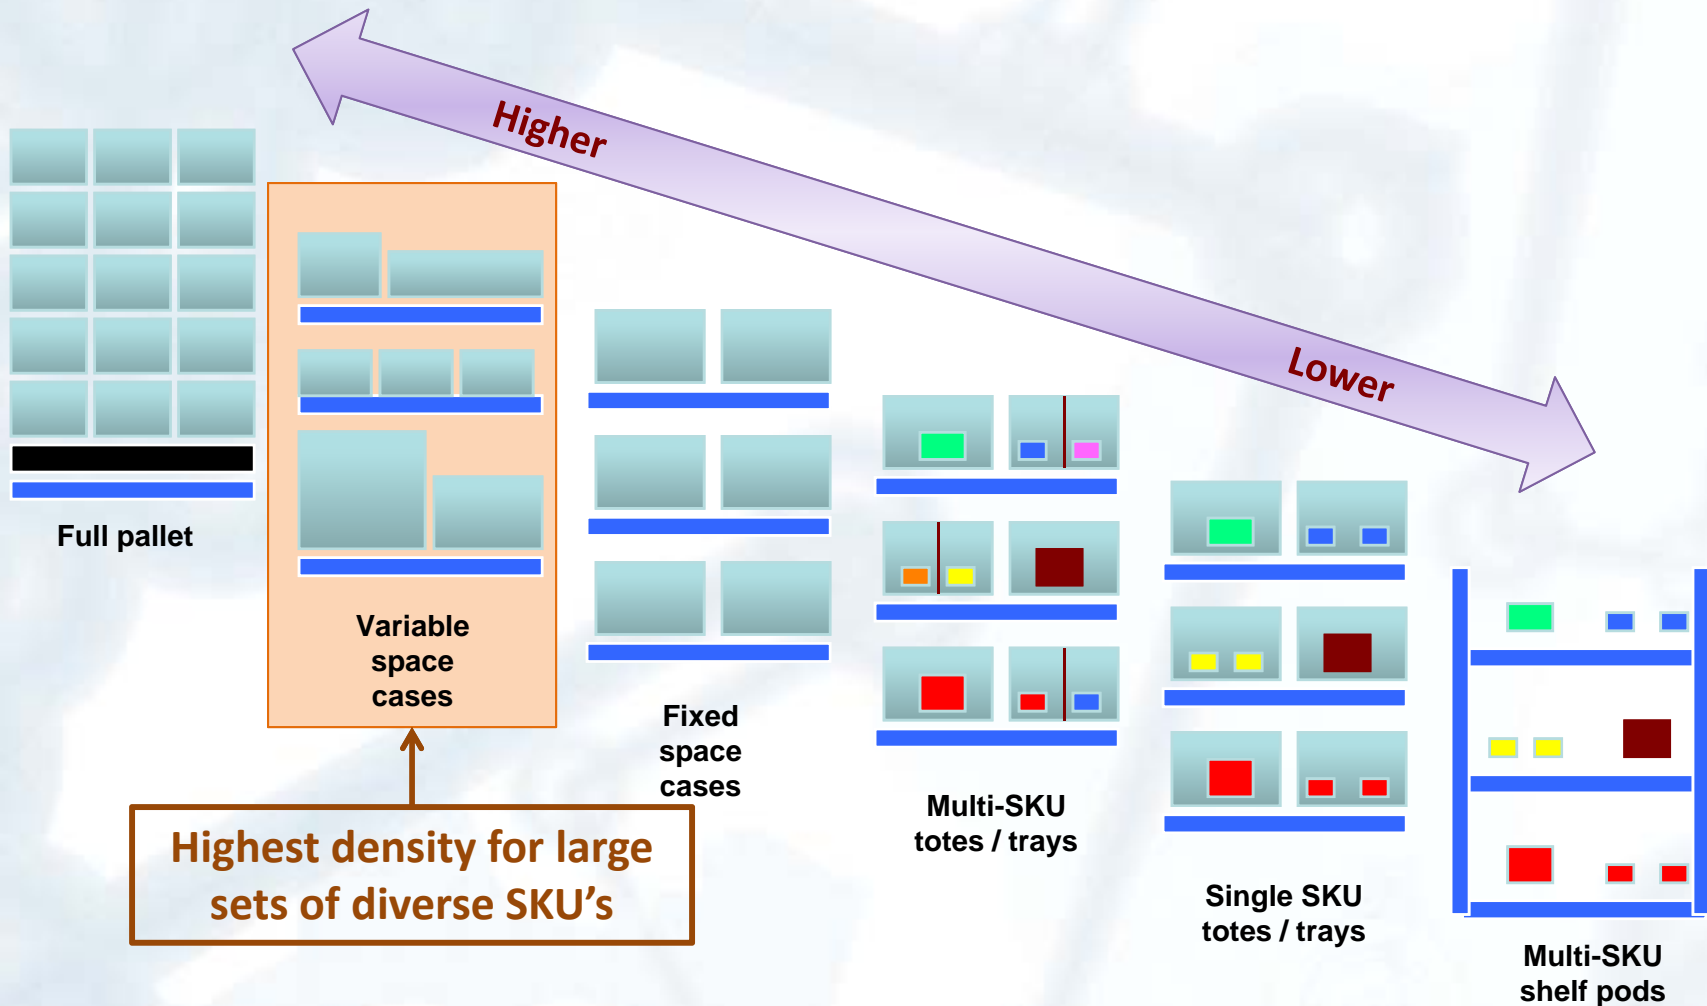 Higher
Lower
Full pallet
Variable
space
cases
Fixed
space
cases
Multi-SKU
totes / trays
Single SKU
totes / trays
Multi-SKU
shelf pods
Highest density for large
sets of diverse SKU’s